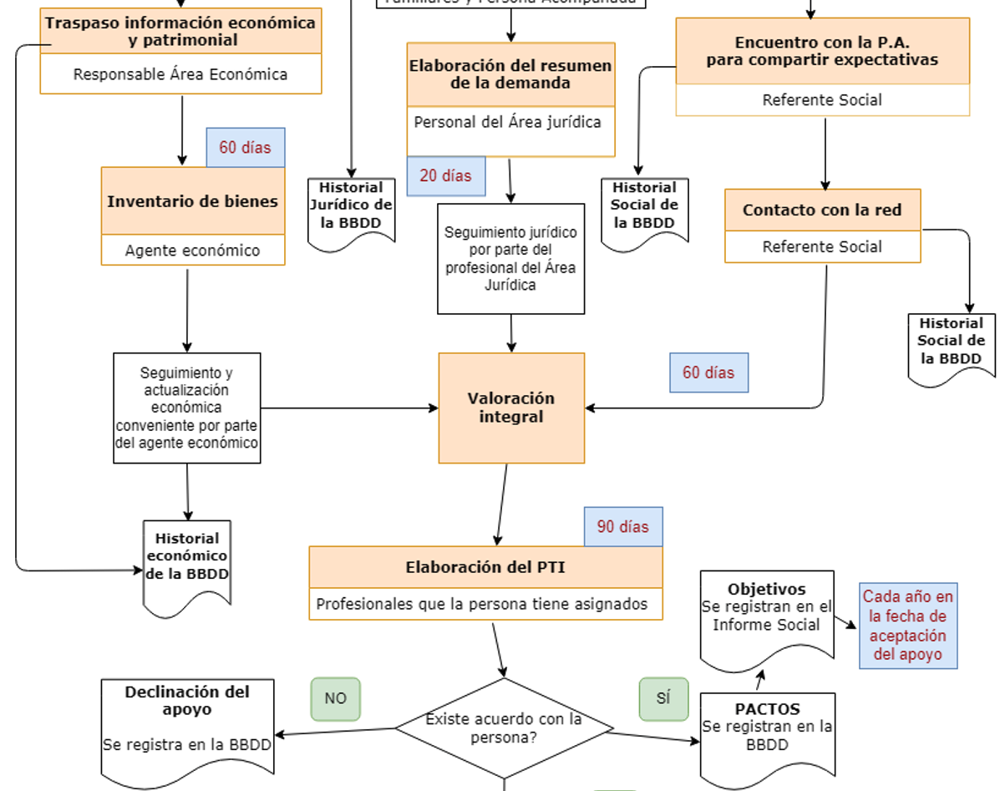 Familiares y Persona Acompañada
Traspaso información económica
y patrimonial
Responsable Área Económica
Elaboración del resumen
de la demanda
Personal del Área jurídica
Encuentro con la P.A.
para compartir expectativas
Referente Social
60 días
20 días
Inventario de bienes
Agente económico
Historial
Jurídico de
la BBDD
Seguimiento jurídico
por parte del
profesional del Área
Jurídica
Historial
Social de
la BBDD
Contacto con la red
Referente Social
Historial
Social de
la BBDD
Seguimiento y
actualización
económica
conveniente por parte
del agente económico
Valoración
integral
60 días
Historial
económico
de la BBDD
90 días
Elaboración del PTI
Profesionales que la persona tiene asignados
Objetivos
Se registran en el
Informe Social
Cada año en
la fecha de
aceptación
del apoyo
Declinación del
apoyo
Se registra en la BBDD
NO
Existe acuerdo con la
persona?
SÍ
PACTOS
Se registran en la
BBDD